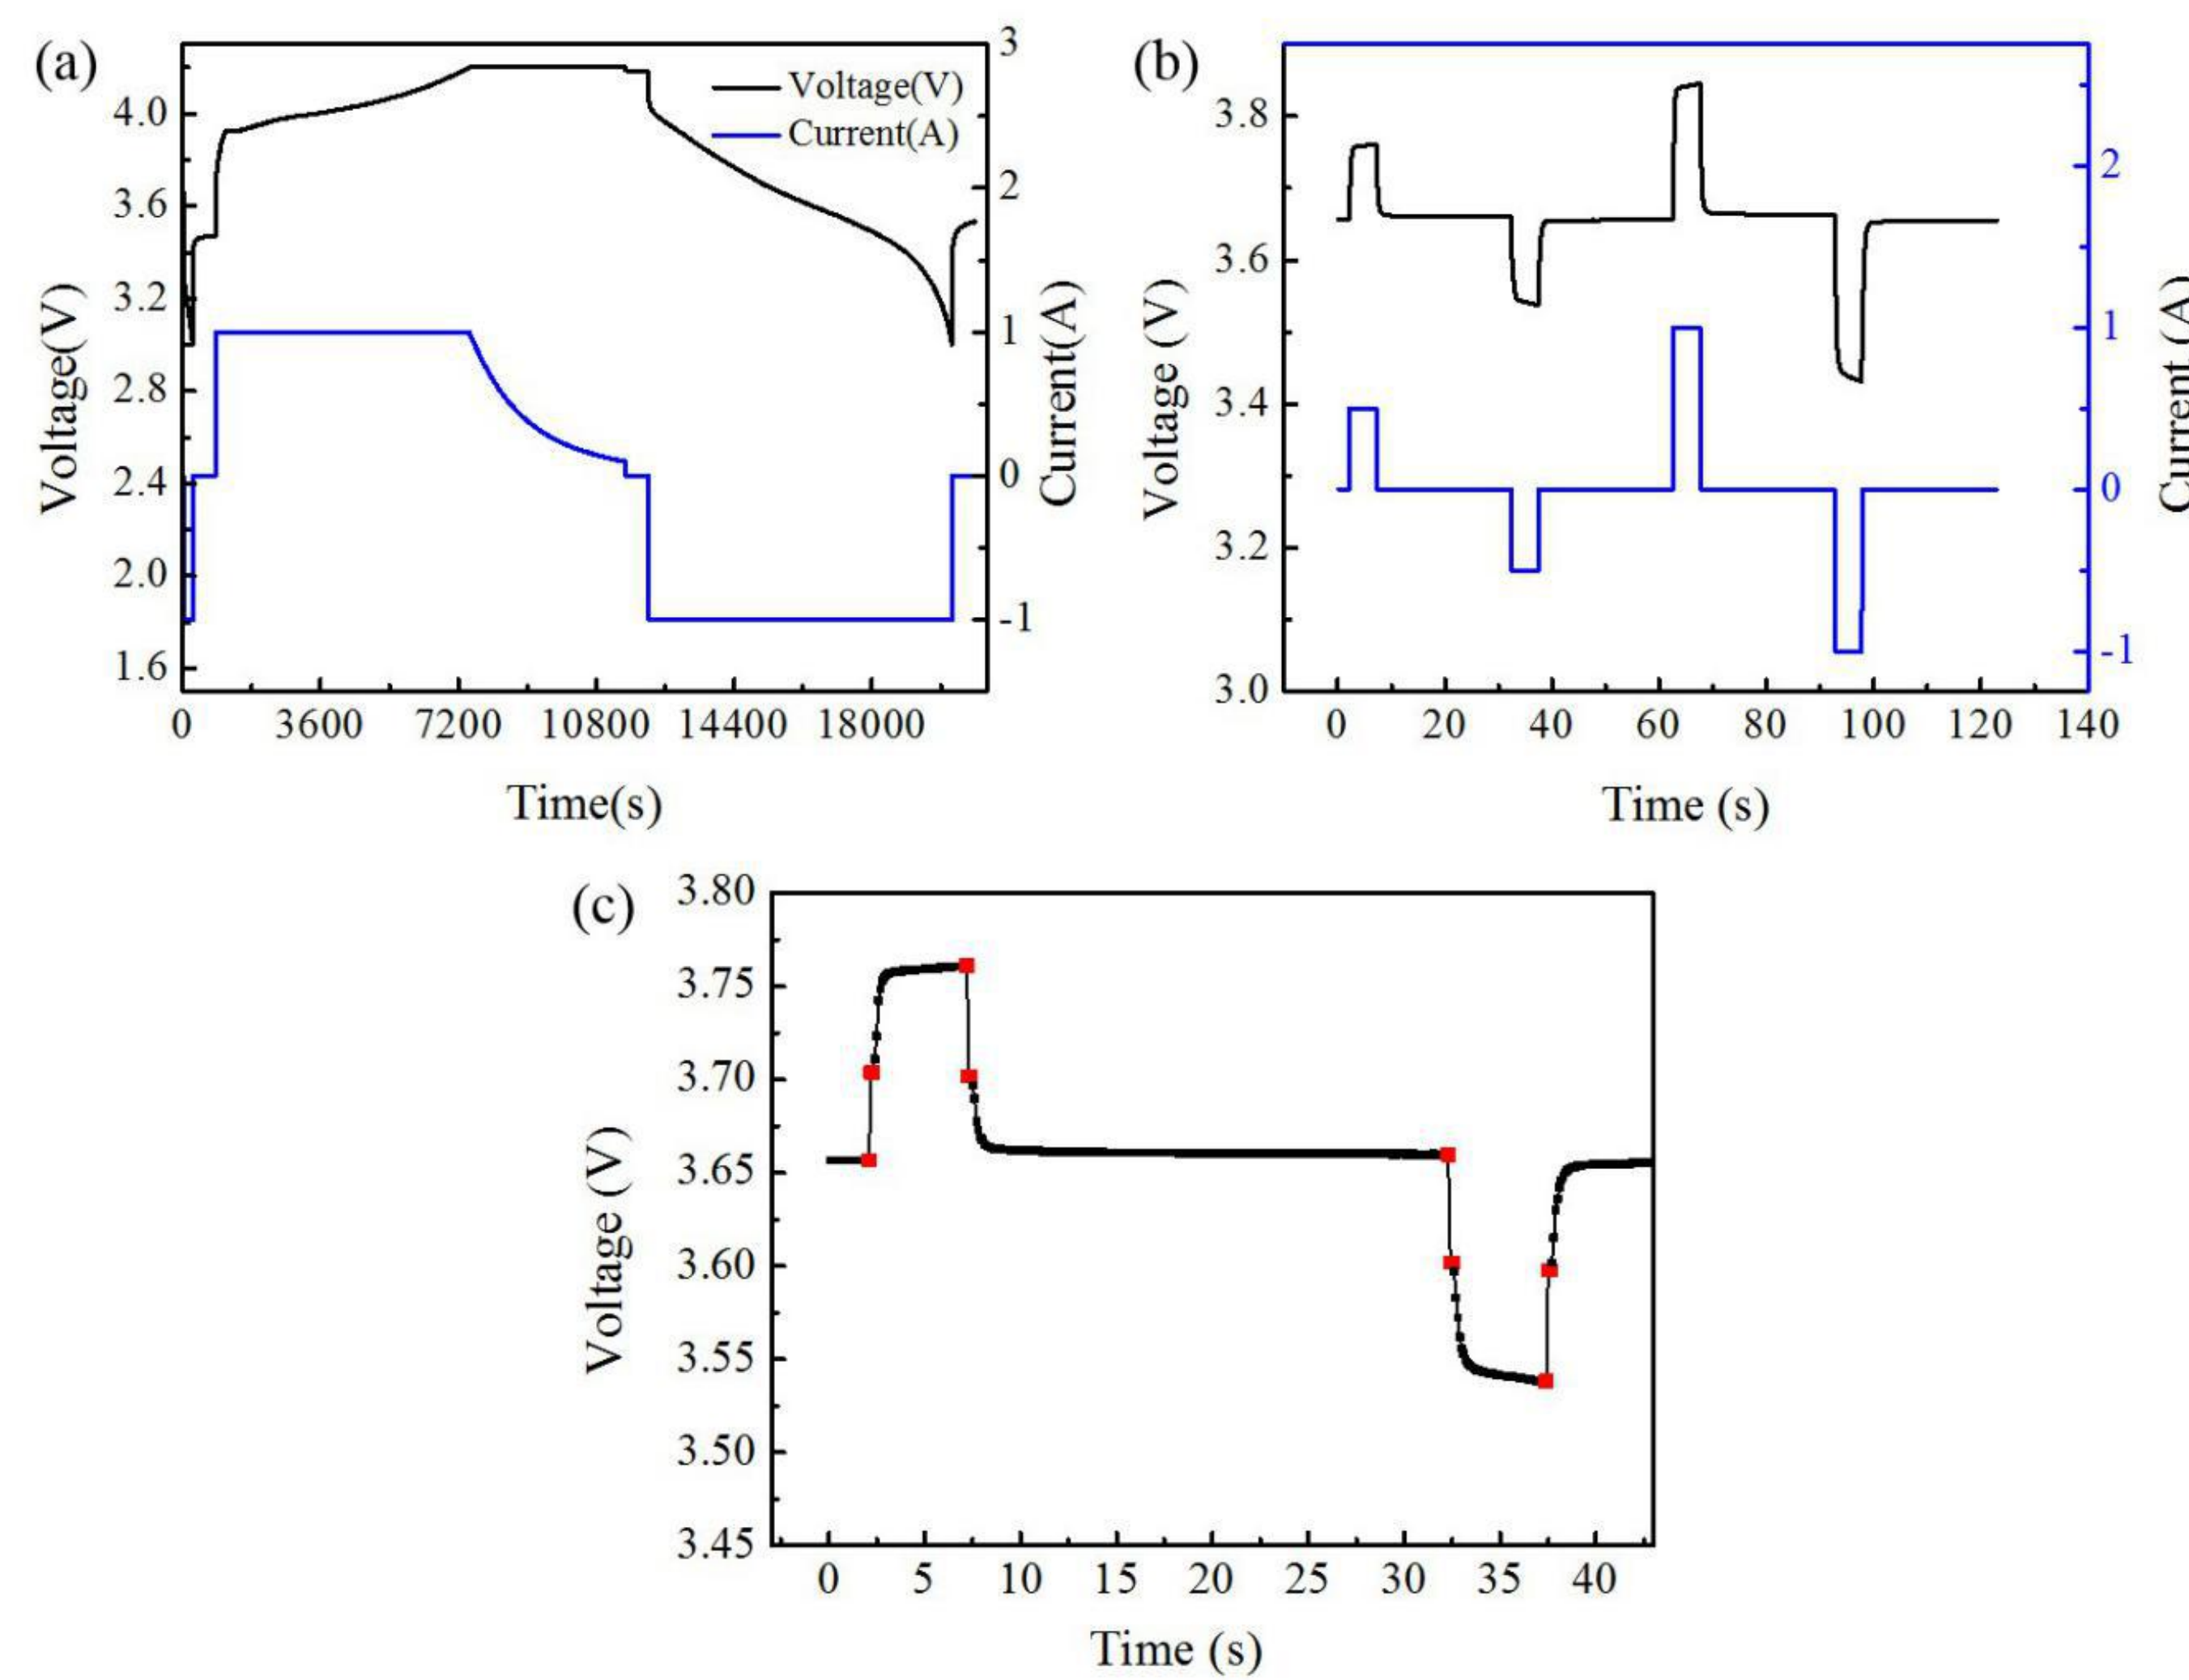 (a)
Voltage(V)
Current(A)
4.0
3.6
3.2
2.8
2.4
2.0
1.6
Voltage(V)
3
2
1
0
-1
Current(A)
0 3600 7200 10800 14400 18000
Time(s)
(b)
3.8
3.6
3.4
3.2
3.0
Voltage (V)
2
1
0
-1
Current (A)
0 20 40 60 80 100 120 140
Time (s)
(c)
3.80
3.75
3.70
3.65
3.60
3.55
3.50
3.45
Voltage (V)
0 5 10 15 20 25 30 35 40
Time (s)